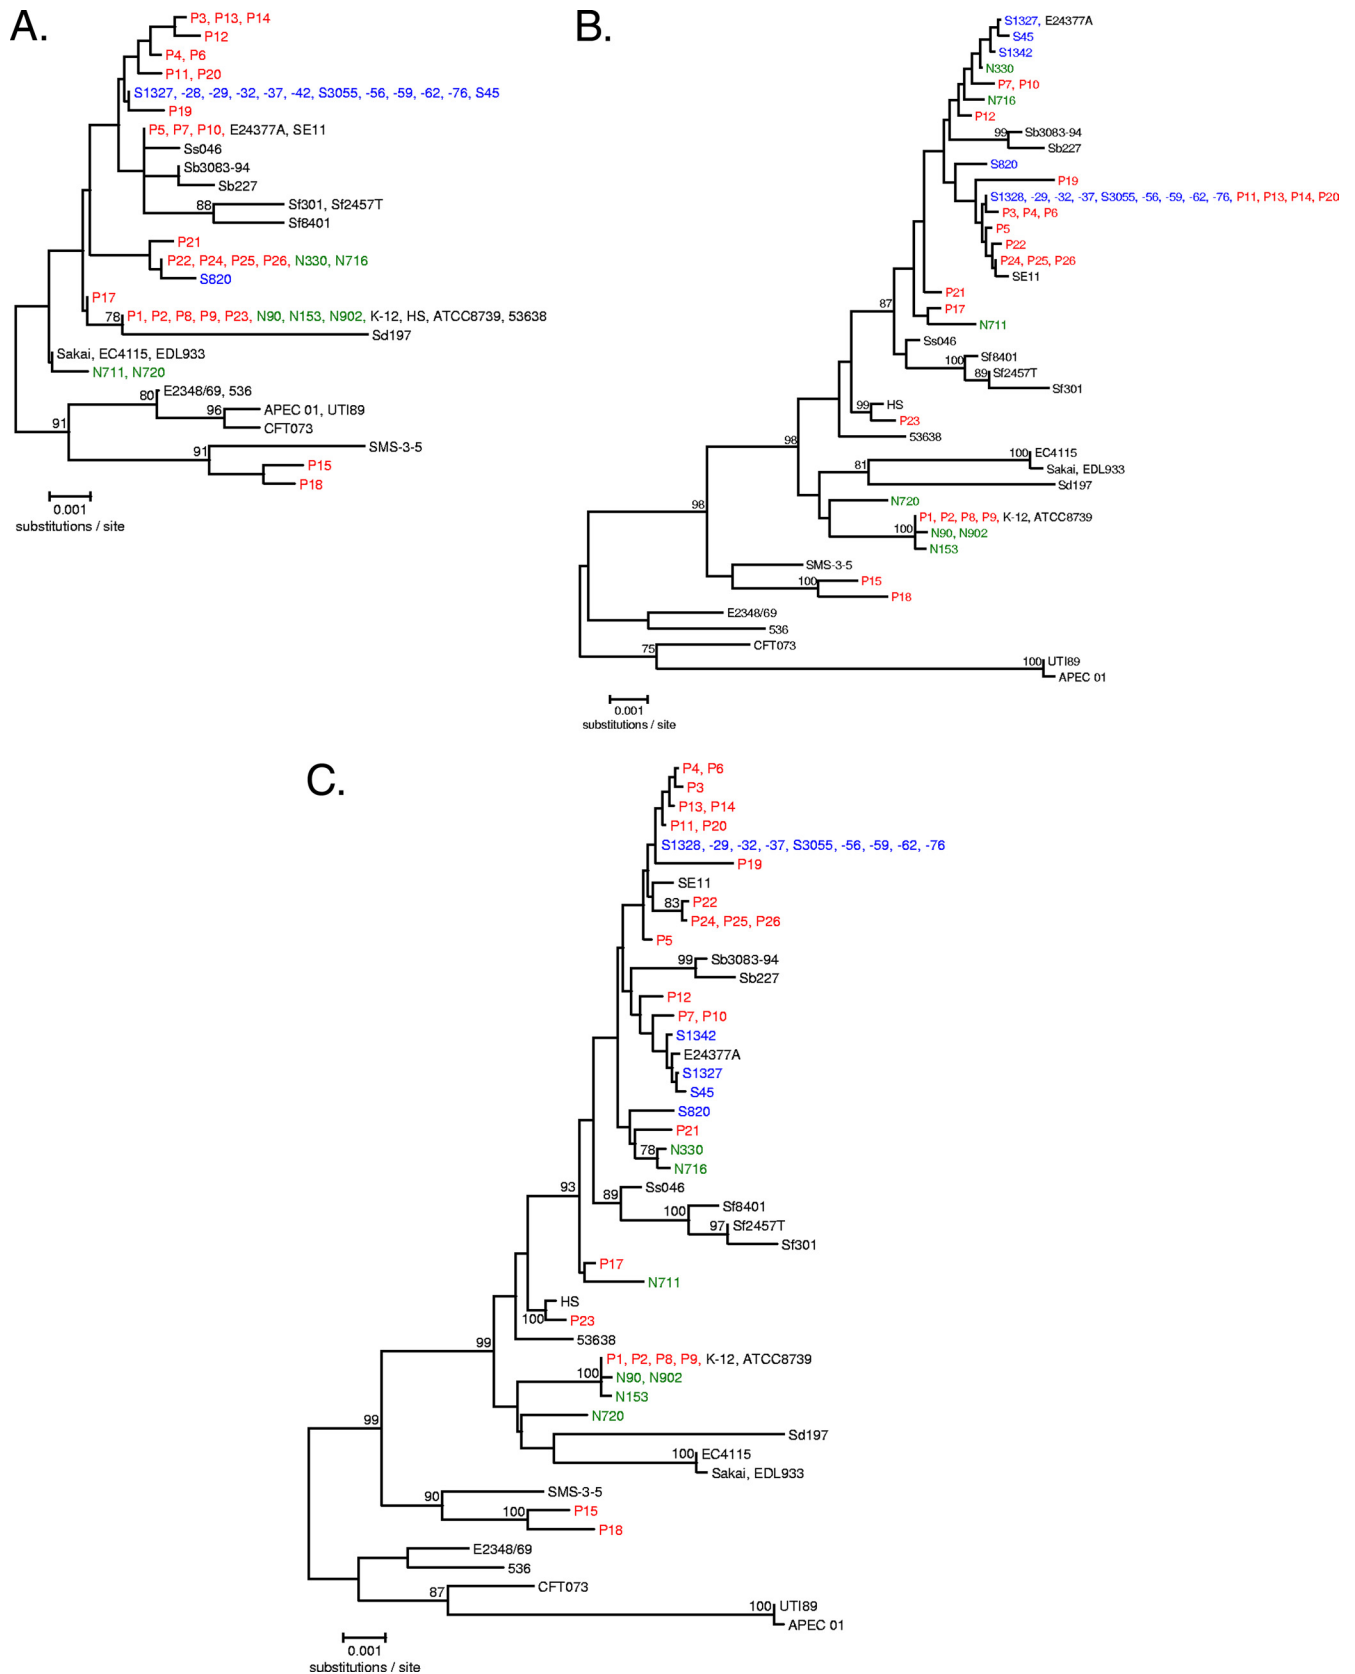 A.
P3, P13, P14
P12
P4, P6
P11, P20
S1327, -28, -29, -32, -37, -42, S3055, -56, -59, -62, -76, S45
P19
P5, P7, P10, E24377A, SE11
Ss046
Sb3083-94
Sb227
88
Sf301, Sf2457T
Sf8401
P21
P22, P24, P25, P26, N330, N716
S820
P17
78
P1, P2, P8, P9, P23, N90, N153, N902, K-12, HS, ATCC8739, 53638
Sd197
Sakai, EC4115, EDL933
N711, N720
80
E2348/69, 536
96
APEC 01, UTI89
CFT073
91
91
SMS-3-5
P15
P18
0.001
substitutions / site
B.
S1327, E24377A
S45
S1342
N330
P7, P10
N716
P12
99
Sb3083-94
Sb227
S820
P19
S1328, -29, -32, -37, S3055, -56, -59, -62, -76, P11, P13, P14, P20
P3, P4, P6
P5
P22
P24, P25, P26
SE11
87
P21
P17
N711
Ss046
100
Sf8401
89
Sf2457T
Sf301
99
HS
P23
53638
98
100
EC4115
81
Sakai, EDL933
Sd197
N720
98
P1, P2, P8, P9, K-12, ATCC8739
100
N90, N902
N153
SMS-3-5
100
P15
P18
E2348/69
536
75
CFT073
100
UTI89
APEC 01
0.001
substitutions / site
C.
P4, P6
P3
P13, P14
P11, P20
S1328, -29, -32, -37, S3055, -56, -59, -62, -76
P19
SE11
83
P22
P24, P25, P26
P5
99
Sb3083-94
Sb227
P12
P7, P10
S1342
E24377A
S1327
S45
S820
P21
78
N330
N716
93
89
Ss046
100
Sf8401
97
Sf2457T
Sf301
P17
N711
HS
100
P23
99
53638
P1, P2, P8, P9, K-12, ATCC8739
100
N90, N902
N153
99
N720
Sd197
100
EC4115
Sakai, EDL933
90
SMS-3-5
100
P15
P18
E2348/69
536
87
CFT073
100
UTI89
APEC 01
0.001
substitutions / site